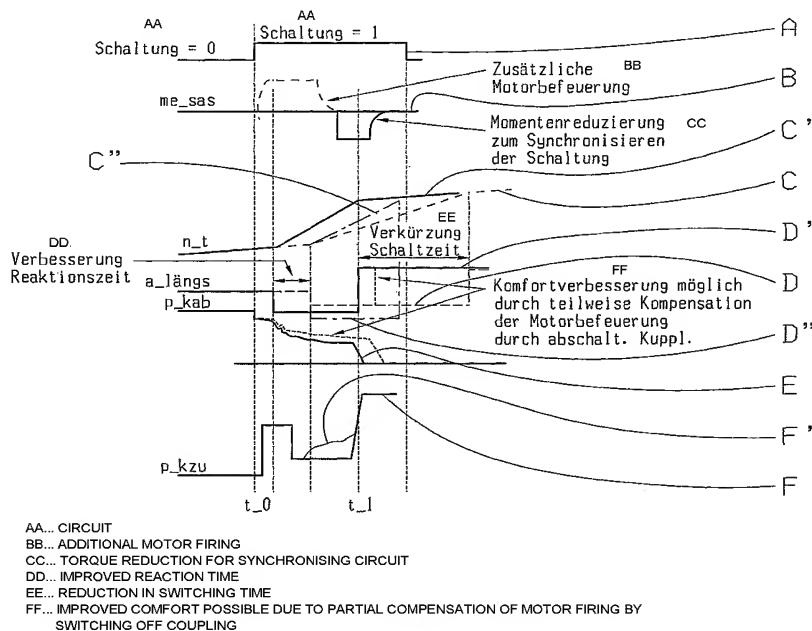 AA
AA
A
Schaltung = 0
Schaltung = 1
Zusätzliche BB
Motorbefeuerung
B
me_sas
Momentenreduzierung CC
zum Synchronisieren
der Schaltung
C'
C''
C
DD.
Verbesserung
Reaktionszeit
n_t
EE
Verkürzung
Schaltzeit
D'
a_längs
FF
D
p_kab
Komfortverbesserung möglich
durch teilweise Kompensation
der Motorbefeuerung
durch abschalt. Kuppl.
D''
E
F'
p_kzu
F
t_0
t_1
AA... CIRCUIT
BB... ADDITIONAL MOTOR FIRING
CC... TORQUE REDUCTION FOR SYNCHRONISING CIRCUIT
DD... IMPROVED REACTION TIME
EE... REDUCTION IN SWITCHING TIME
FF... IMPROVED COMFORT POSSIBLE DUE TO PARTIAL COMPENSATION OF MOTOR FIRING BY
SWITCHING OFF COUPLING